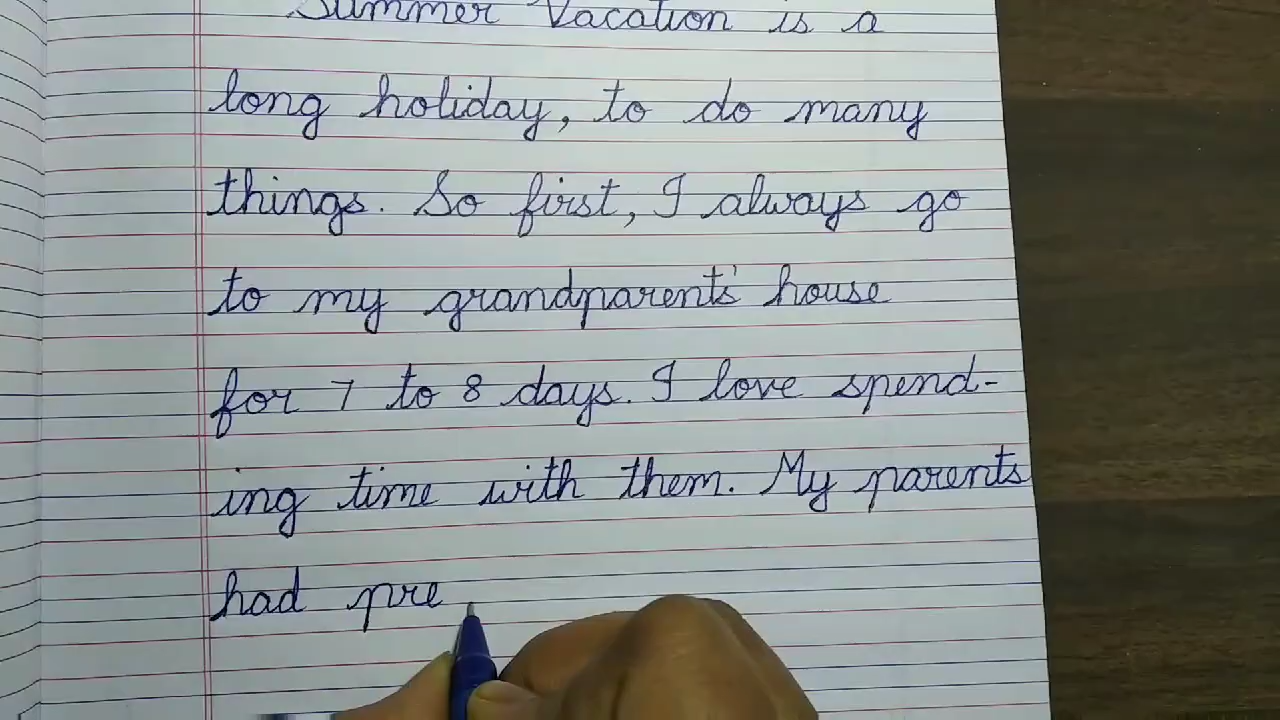 Summer Vacation is a
long holiday, to do many
things. So first, I always go
to my grandparents' house
for 7 to 8 days. I love spend-
ing time with them. My parents
had pre